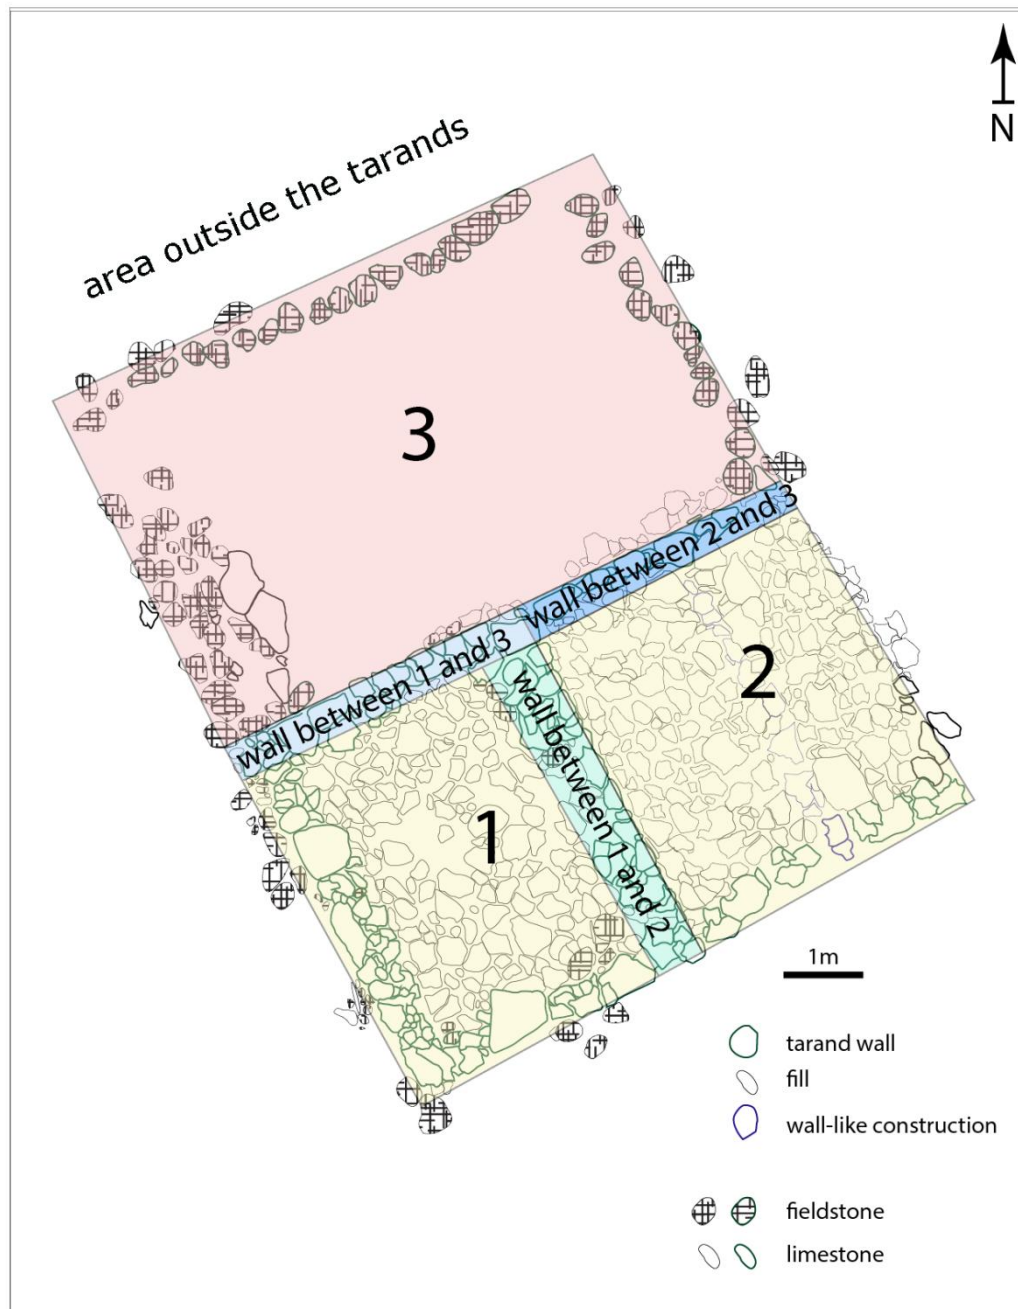 N
area outside the tarands
3
wall between 2 and 3
wall between 1 and 3
2
wall between 1 and 2
1
1m
tarand wall
fill
wall-like construction
fieldstone
limestone